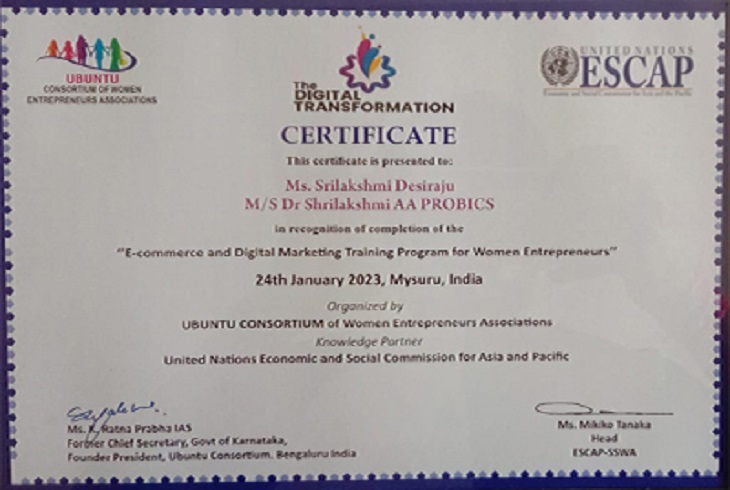 UBUNTU
CONSORTIUM OF WOMEN
ENTREPRENEURS ASSOCIATIONS
The
DIGITAL
TRANSFORMATION
UNITED NATIONS
ESCAP
Economic and Social Commission for Asia and the Pacific
CERTIFICATE
This certificate is presented to:
Ms. Srilakshmi Desiraju
M/S Dr Shrilakshmi AA PROBICS
in recognition of completion of the
"E-commerce and Digital Marketing Training Program for Women Entrepreneurs"
24th January 2023, Mysuru, India
Organized by
UBUNTU CONSORTIUM of Women Entrepreneurs Associations
Knowledge Partner
United Nations Economic and Social Commission for Asia and Pacific
Ms. K. Ratna Prabha IAS
Former Chief Secretary, Govt of Karnataka,
Founder President, Ubuntu Consortium, Bengaluru India
Ms. Mikiko Tanaka
Head
ESCAP-SSWA